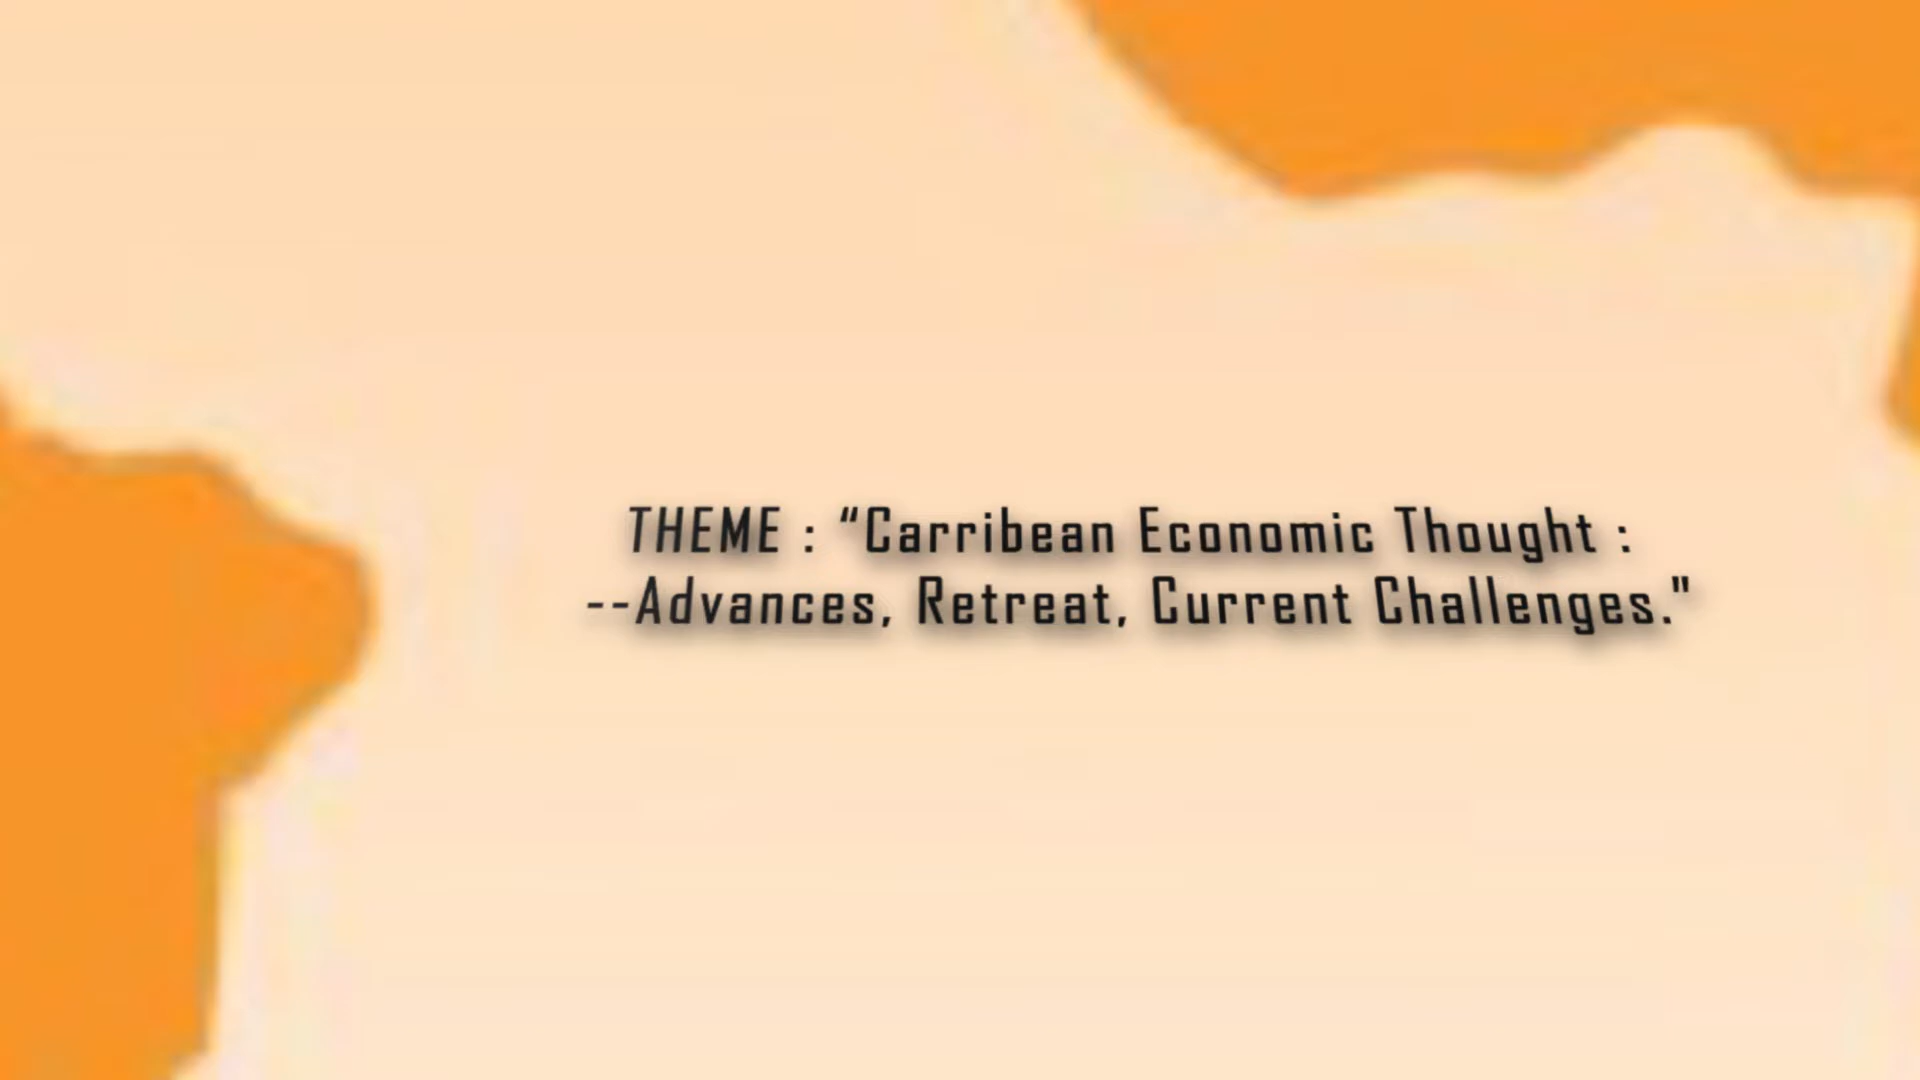 THEME : “Carribean Economic Thought :
--Advances, Retreat, Current Challenges."